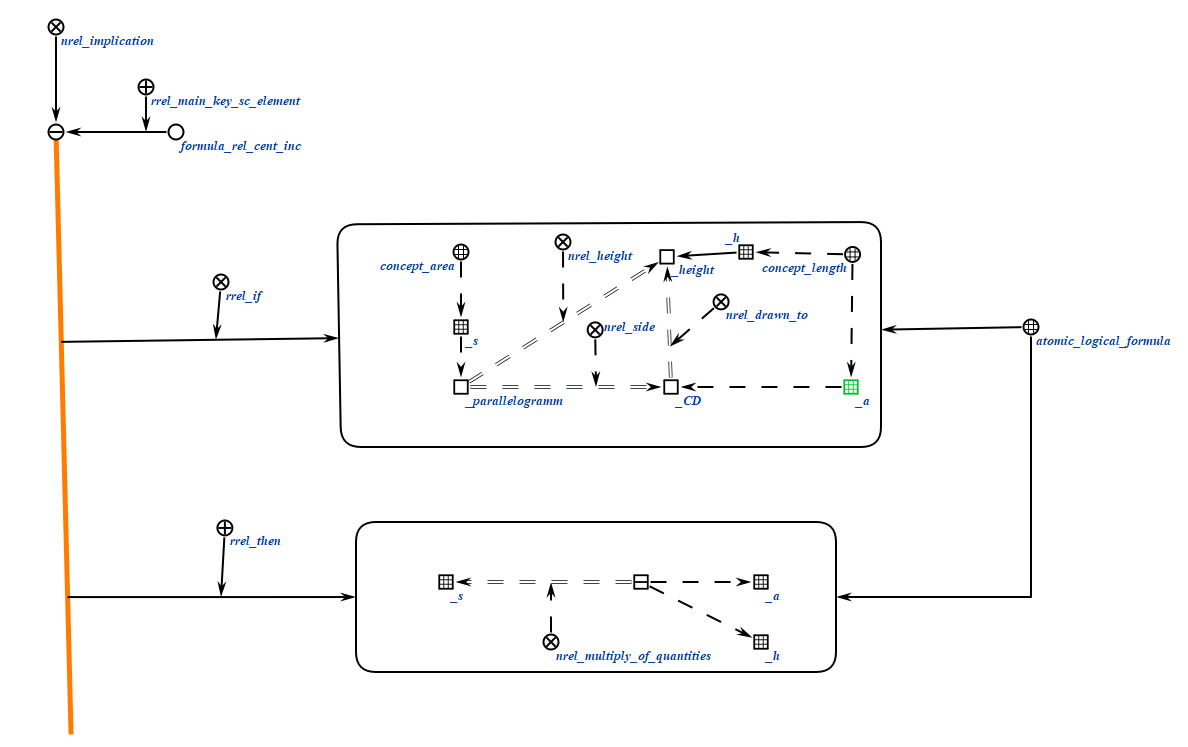 nrel_implication
rrel_main_key_sc_element
formula_rel_cent_inc
_h
nrel_height
concept_area
_height
concept_length
rrel_if
nrel_drawn_to
nrel_side
_s
atomic_logical_formula
_parallelogramm
_CD
_a
rrel_then
_s
_a
nrel_multiply_of_quantities
_h